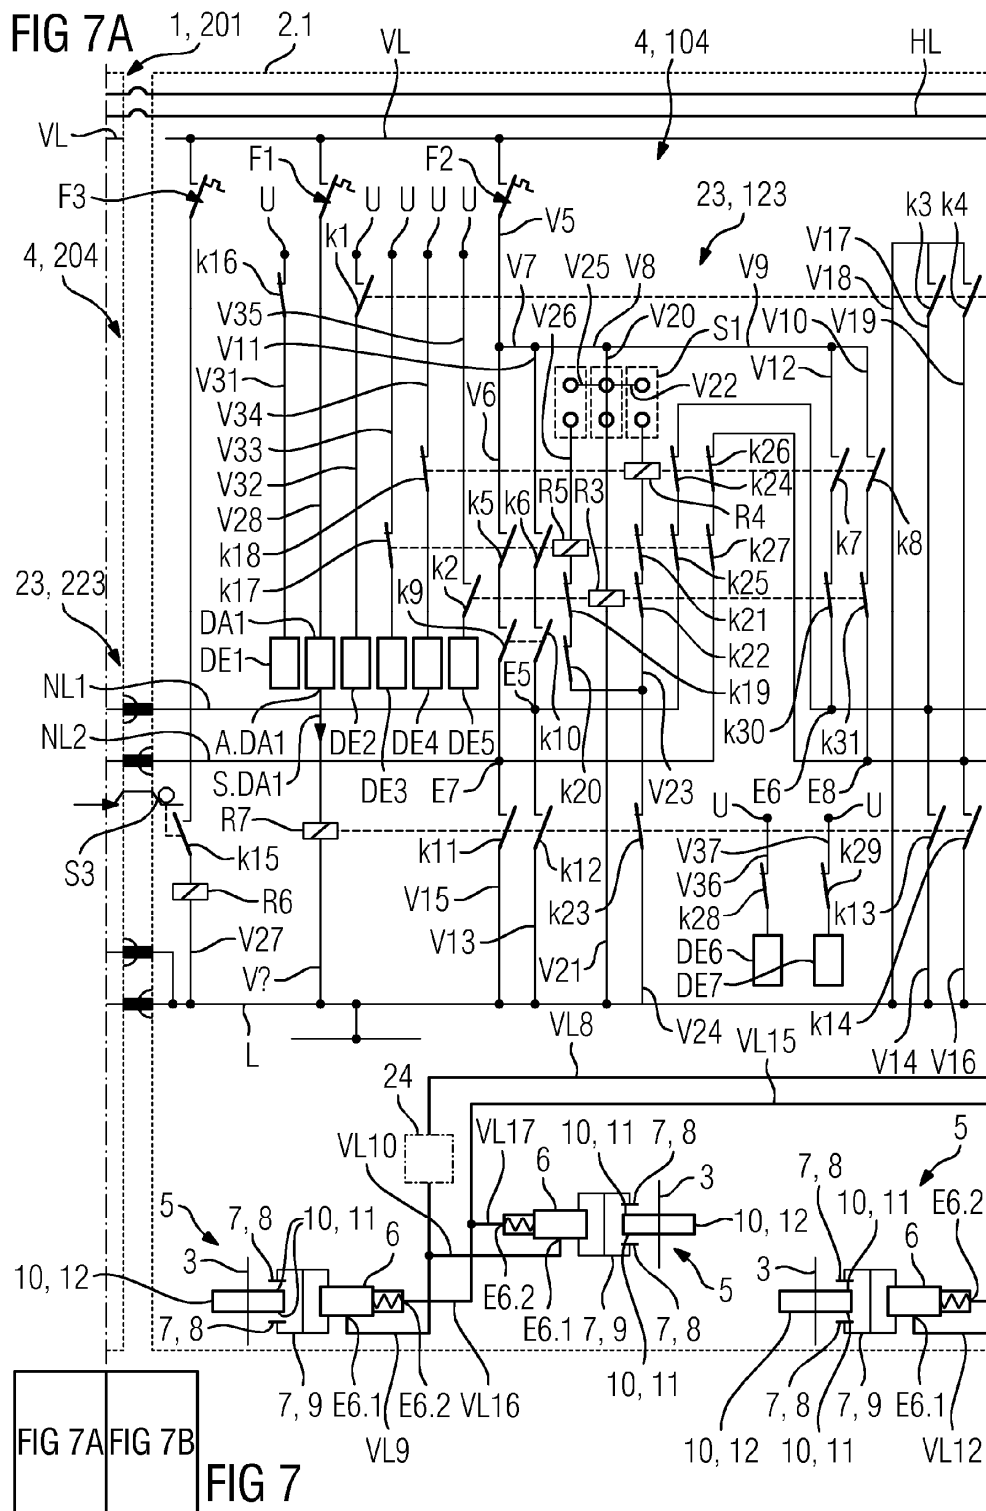 FIG 7A
1, 201
2.1
VL
4, 104
HL
VL
F3
F1
F2
U
U
U
U
U
k1
V5
23, 123
k3
k4
4, 204
k16
V35
V11
V7
V25
V8
V9
V17
V18
V26
V20
S1
V10
V19
V12
V31
V34
V6
V22
V33
V32
V28
k18
k17
k5
k6
R5
R3
k26
k24
R4
k7
k8
k27
k25
k2
k9
k21
k22
k19
23, 223
DA1
DE1
E5
k10
k30
k31
NL1
NL2
A.DA1
DE2
DE4
DE5
S.DA1
DE3
E7
k20
V23
E6
E8
U
U
R7
S3
k15
k11
k12
V37
k29
V36
k28
k13
R6
V15
k23
V27
V13
DE6
DE7
V?
V21
k14
L
VL8
V24
VL15
V14
V16
24
VL10
VL17
10, 11
7, 8
6
3
5
7, 8
10, 11
5
7, 8
10, 11
6
3
10, 12
E6.2
6
3
10, 12
E6.2
5
7, 8
E6.1
7, 9
7, 8
10, 11
7, 9
E6.1
E6.2
VL16
VL9
10, 12
7, 8
10, 11
7, 9
E6.1
VL12
FIG 7A
FIG 7B
FIG 7